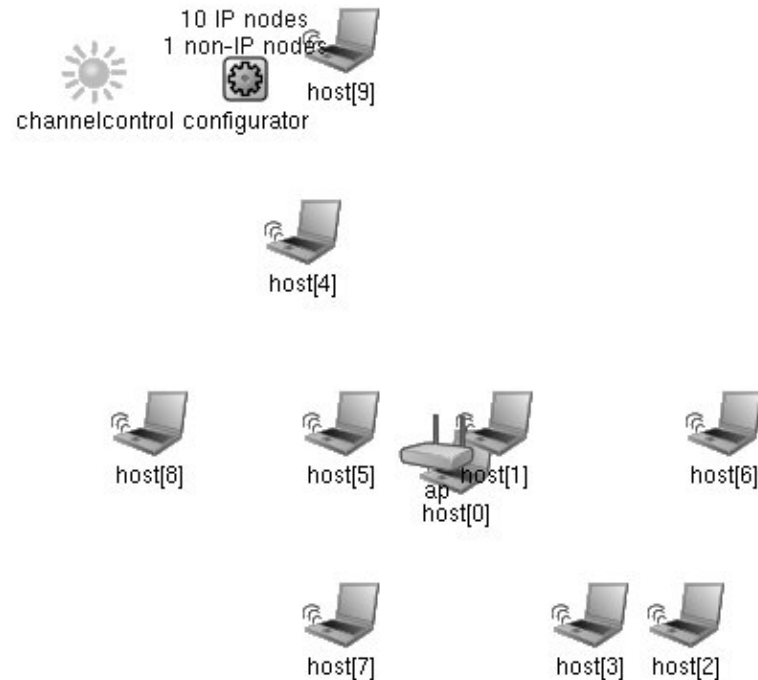 10 IP nodes
1 non-IP nodes
host[9]
channelcontrol
configurator
host[4]
host[8]
host[5]
ap
host[1]
host[6]
host[0]
host[7]
host[3]
host[2]